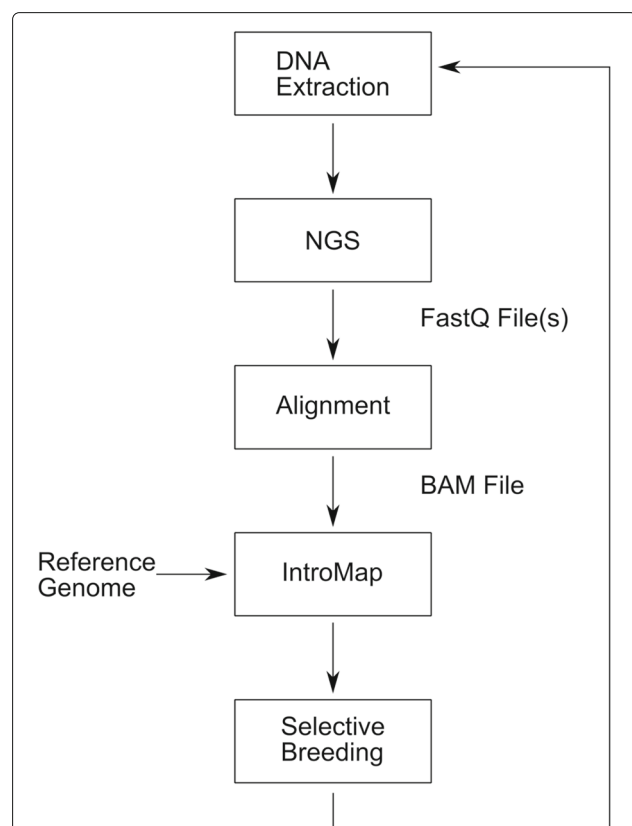 DNA
Extraction
NGS
FastQ File(s)
Alignment
BAM File
Reference
Genome
IntroMap
Selective
Breeding